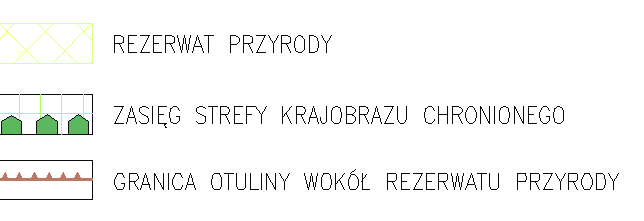 REZERWAT PRZYRODY
ZASIĘG STREFY KRAJOBRAZU CHRONIONEGO
GRANICA OTULINY WOKÓŁ REZERWATU PRZYRODY